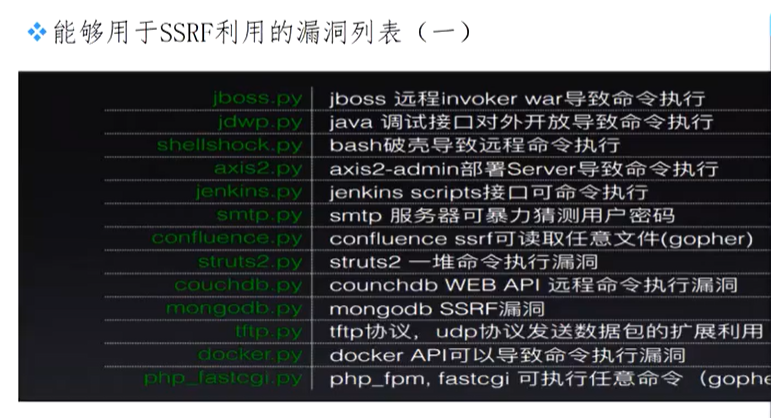 能够用于SSRF利用的漏洞列表（一）
jboss.py jboss 远程invoker war导致命令执行
jdwp.py java 调试接口对外开放导致命令执行
shellshock.py bash破壳导致远程命令执行
axis2.py axis2-admin部署Server导致命令执行
jenkins.py jenkins scripts接口可命令执行
smtp.py smtp 服务器可暴力猜测用户密码
confluence.py confluence ssrf可读取任意文件(gopher)
struts2.py struts2 一堆命令执行漏洞
couchdb.py counchdb WEB API 远程命令执行漏洞
mongodb.py mongodb SSRF漏洞
tftp.py tftp协议，udp协议发送数据包的扩展利用
docker.py docker API可以导致命令执行漏洞
php_fastcgi.py php_fpm, fastcgi 可执行任意命令（gophe